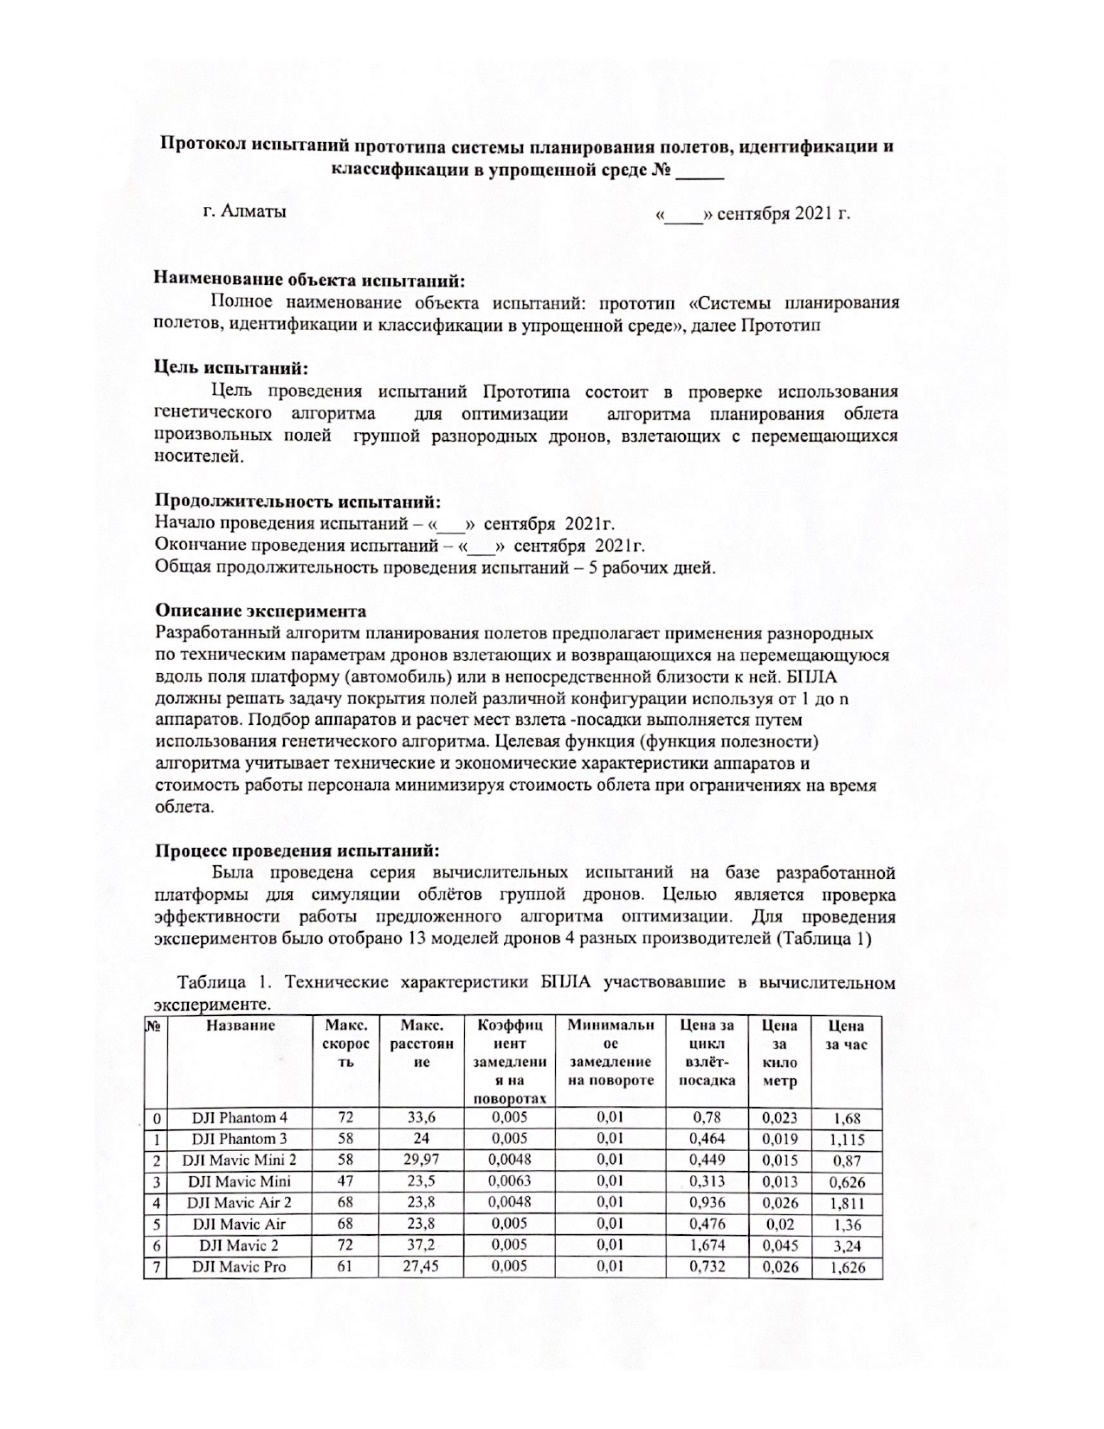 Протокол испытаний прототипа системы планирования полетов, идентификации и
классификации в упрощенной среде № _____
г. Алматы «____» сентября 2021 г.
Наименование объекта испытаний:
Полное наименование объекта испытаний: прототип «Системы планирования
полетов, идентификации и классификации в упрощенной среде», далее Прототип
Цель испытаний:
Цель проведения испытаний Прототипа состоит в проверке использования
генетического алгоритма для оптимизации алгоритма планирования облета
произвольных полей группой разнородных дронов, взлетающих с перемещающихся
носителей.
Продолжительность испытаний:
Начало проведения испытаний – «___» сентября 2021г.
Окончание проведения испытаний – «___» сентября 2021г.
Общая продолжительность проведения испытаний – 5 рабочих дней.
Описание эксперимента
Разработанный алгоритм планирования полетов предполагает применения разнородных
по техническим параметрам дронов взлетающих и возвращающихся на перемещающуюся
вдоль поля платформу (автомобиль) или в непосредственной близости к ней. БПЛА
должны решать задачу покрытия полей различной конфигурации используя от 1 до n
аппаратов. Подбор аппаратов и расчет мест взлета -посадки выполняется путем
использования генетического алгоритма. Целевая функция (функция полезности)
алгоритма учитывает технические и экономические характеристики аппаратов и
стоимость работы персонала минимизируя стоимость облета при ограничениях на время
облета.
Процесс проведения испытаний:
Была проведена серия вычислительных испытаний на базе разработанной
платформы для симуляции облётов группой дронов. Целью является проверка
эффективности работы предложенного алгоритма оптимизации. Для проведения
экспериментов было отобрано 13 моделей дронов 4 разных производителей (Таблица 1)
Таблица 1. Технические характеристики БПЛА участвовавшие в вычислительном
эксперименте.
№ Название Макс. Макс. Коэффиц Минимальн Цена за Цена Цена
скорос расстоян иент ое цикл за за час
ть ие замедлени замедление взлёт- кило
я на на повороте посадка метр
поворотах
0 DJI Phantom 4 72 33,6 0,005 0,01 0,78 0,023 1,68
1 DJI Phantom 3 58 24 0,005 0,01 0,464 0,019 1,115
2 DJI Mavic Mini 2 58 29,97 0,0048 0,01 0,449 0,015 0,87
3 DJI Mavic Mini 47 23,5 0,0063 0,01 0,313 0,013 0,626
4 DJI Mavic Air 2 68 23,8 0,0048 0,01 0,936 0,026 1,811
5 DJI Mavic Air 68 23,8 0,005 0,01 0,476 0,02 1,36
6 DJI Mavic 2 72 37,2 0,005 0,01 1,674 0,045 3,24
7 DJI Mavic Pro 61 27,45 0,005 0,01 0,732 0,026 1,626